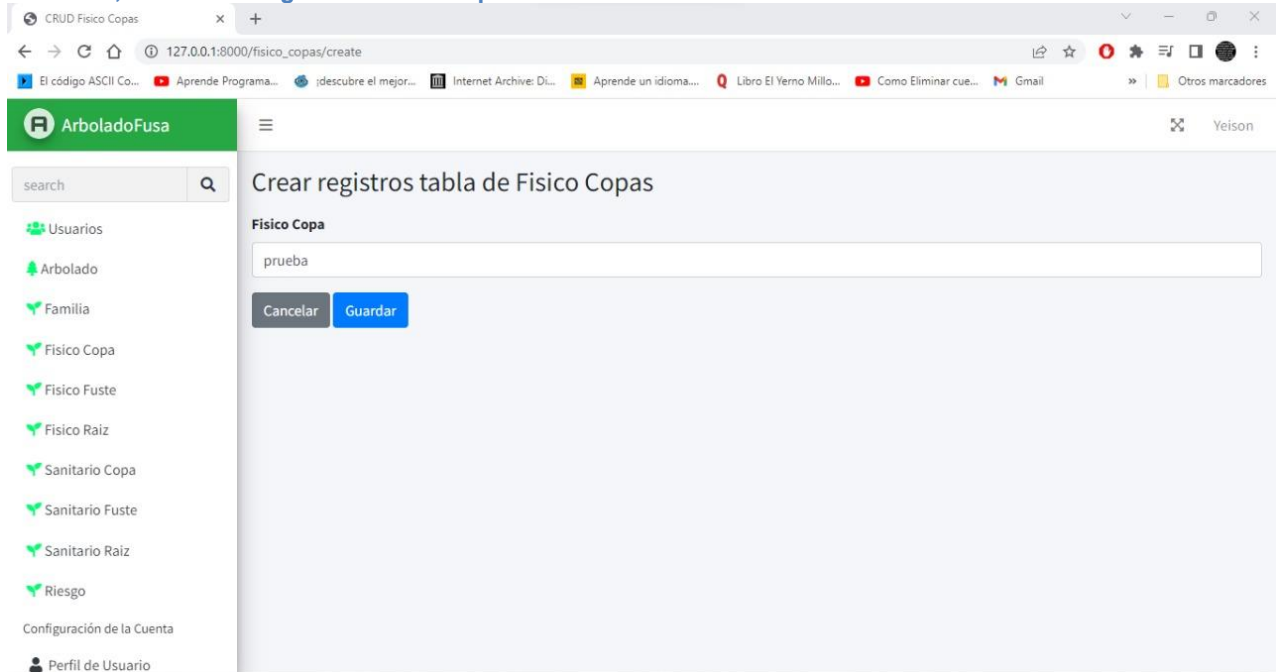 CRUD Fisico Copas
127.0.0.1:8000/fisico_copas/create
El código ASCII Co... Aprende Programa... ¡descubre el mejor... Internet Archive: Di... Aprende un idioma.... Libro El Yerno Millo... Como Eliminar cue... Gmail » Otros marcadores
ArboladoFusa
Yeison
search
Crear registros tabla de Fisico Copas
Usuarios
Fisico Copa
prueba
Arbolado
Familia
Cancelar Guardar
Fisico Copa
Fisico Fuste
Fisico Raiz
Sanitario Copa
Sanitario Fuste
Sanitario Raiz
Riesgo
Configuración de la Cuenta
Perfil de Usuario